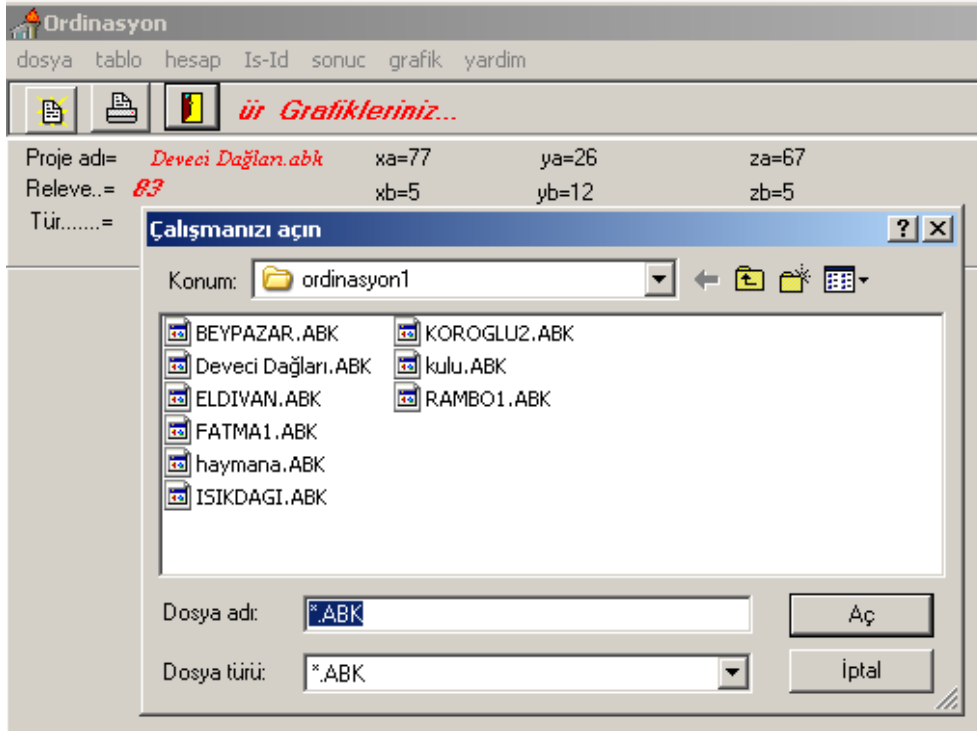 Ordinasyon
dosya tablo hesap Is-Id sonuc grafik yardim
ür Grafikleriniz...
Proje adı= Deveci Dağları.abk xa=77 ya=26 za=67
Releve..= 83 xb=5 yb=12 zb=5
Tür.......=
Çalışmanızı açın
Konum: ordinasyon1
BEYPAZAR.ABK KOROGLU2.ABK
Deveci Dağları.ABK kulu.ABK
ELDIVAN.ABK RAMBO1.ABK
FATMA1.ABK
haymana.ABK
ISIKDAGI.ABK
Dosya adı: *.ABK Aç
Dosya türü: *.ABK İptal